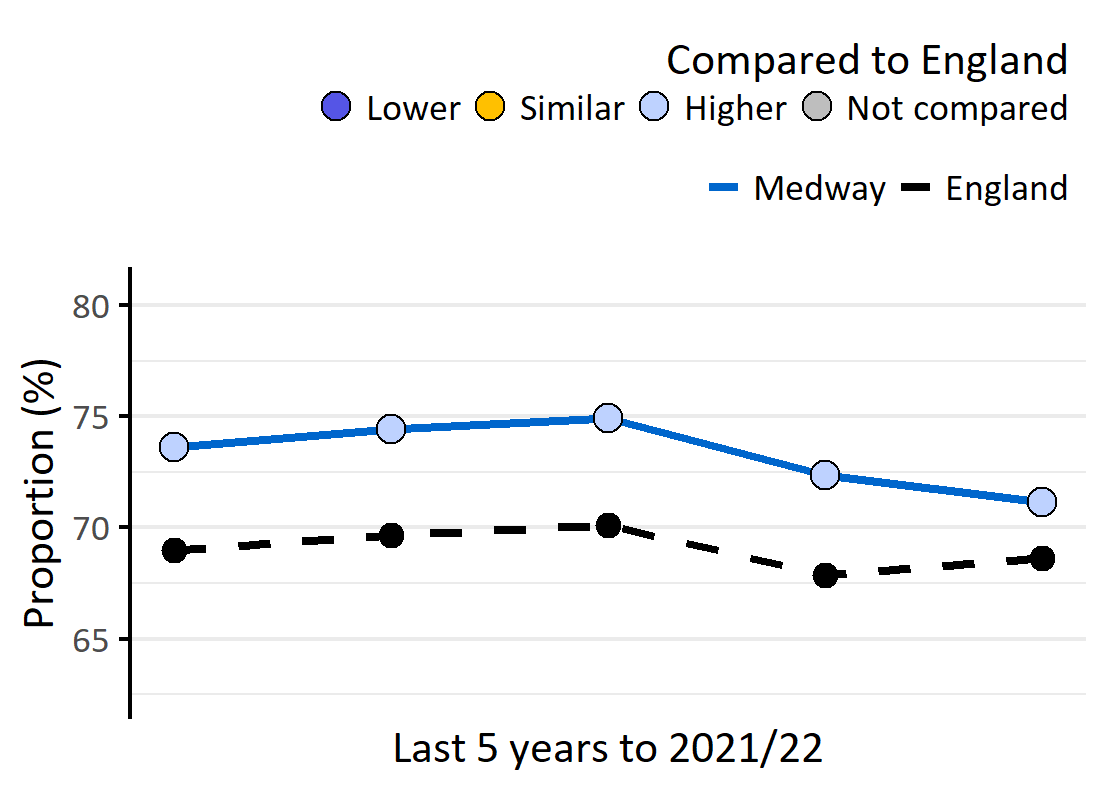 Compared to England
Lower Similar Higher Not compared
Medway England
80
75
70
65
Proportion (%)
Last 5 years to 2021/22